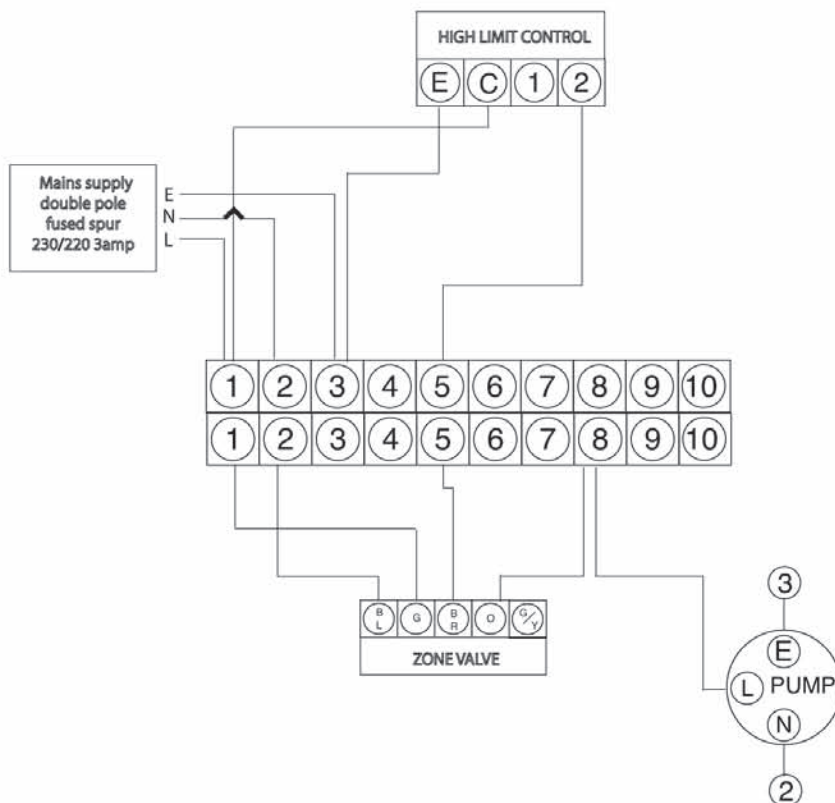 HIGH LIMIT CONTROL
E C 1 2
Mains supply
double pole
fused spur
230/220 3amp
E
N
L
1 2 3 4 5 6 7 8 9 10
1 2 3 4 5 6 7 8 9 10
B
L
G
B
R
O
G/Y
ZONE VALVE
3
E
L PUMP
N
2